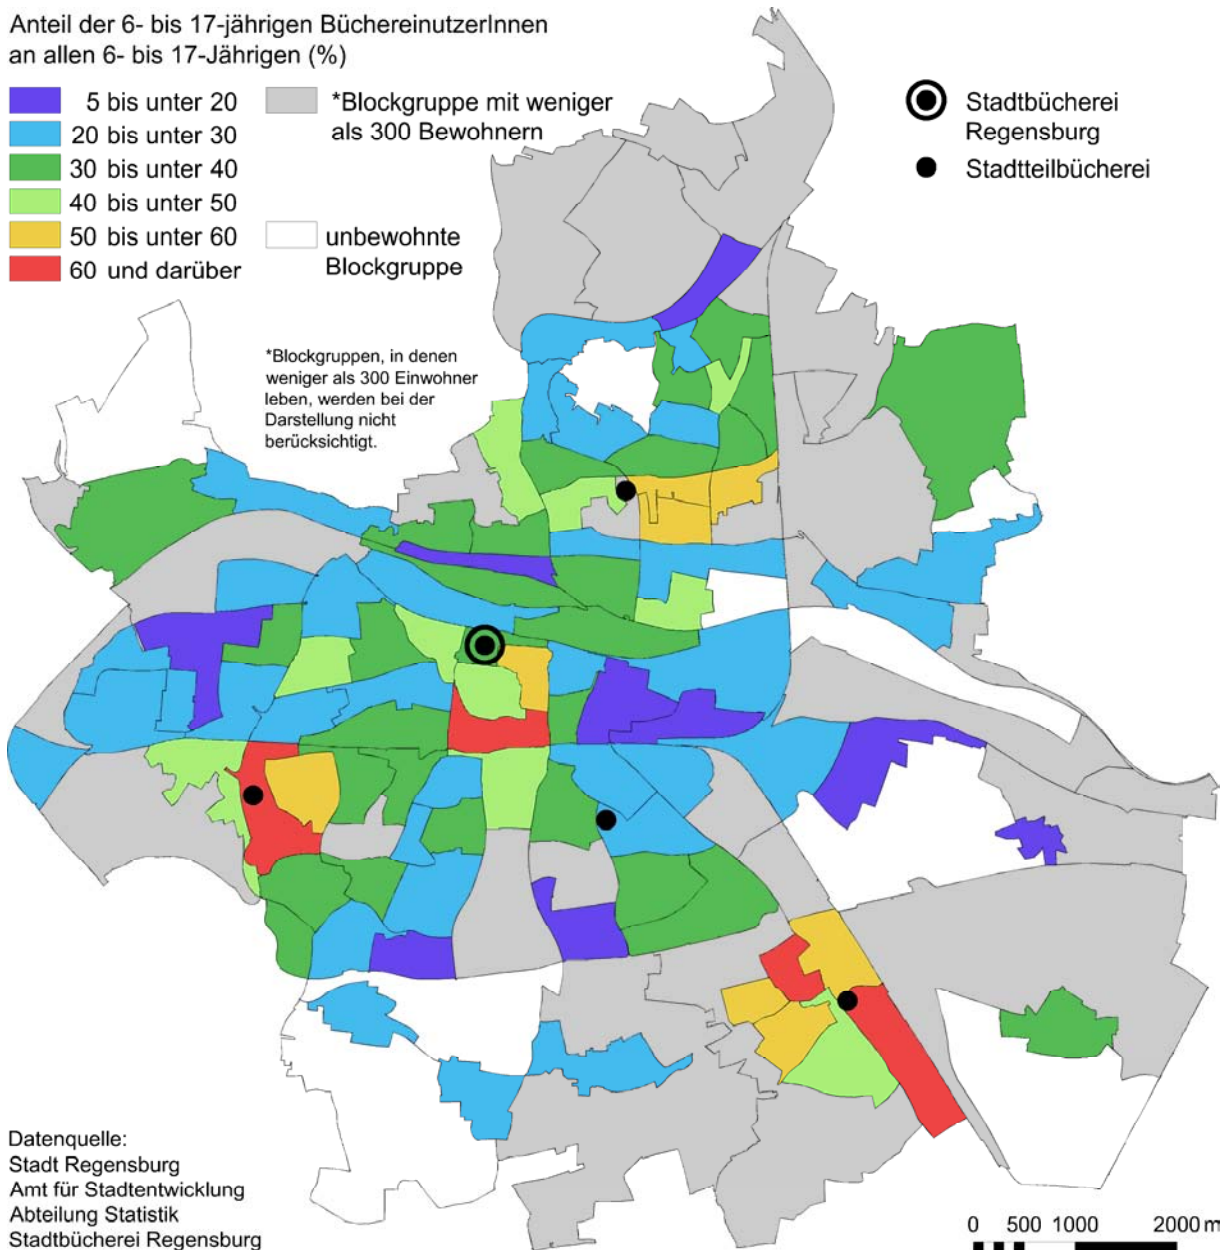 Anteil der 6- bis 17-jährigen BüchereinutzerInnen
an allen 6- bis 17-Jährigen (%)
5 bis unter 20
20 bis unter 30
30 bis unter 40
40 bis unter 50
50 bis unter 60
60 und darüber
*Blockgruppe mit weniger
als 300 Bewohnern
unbewohnte
Blockgruppe
Stadtbücherei
Regensburg
Stadtteilbücherei
*Blockgruppen, in denen
weniger als 300 Einwohner
leben, werden bei der
Darstellung nicht
berücksichtigt.
Datenquelle:
Stadt Regensburg
Amt für Stadtentwicklung
Abteilung Statistik
Stadtbücherei Regensburg
0 500 1000 2000 m